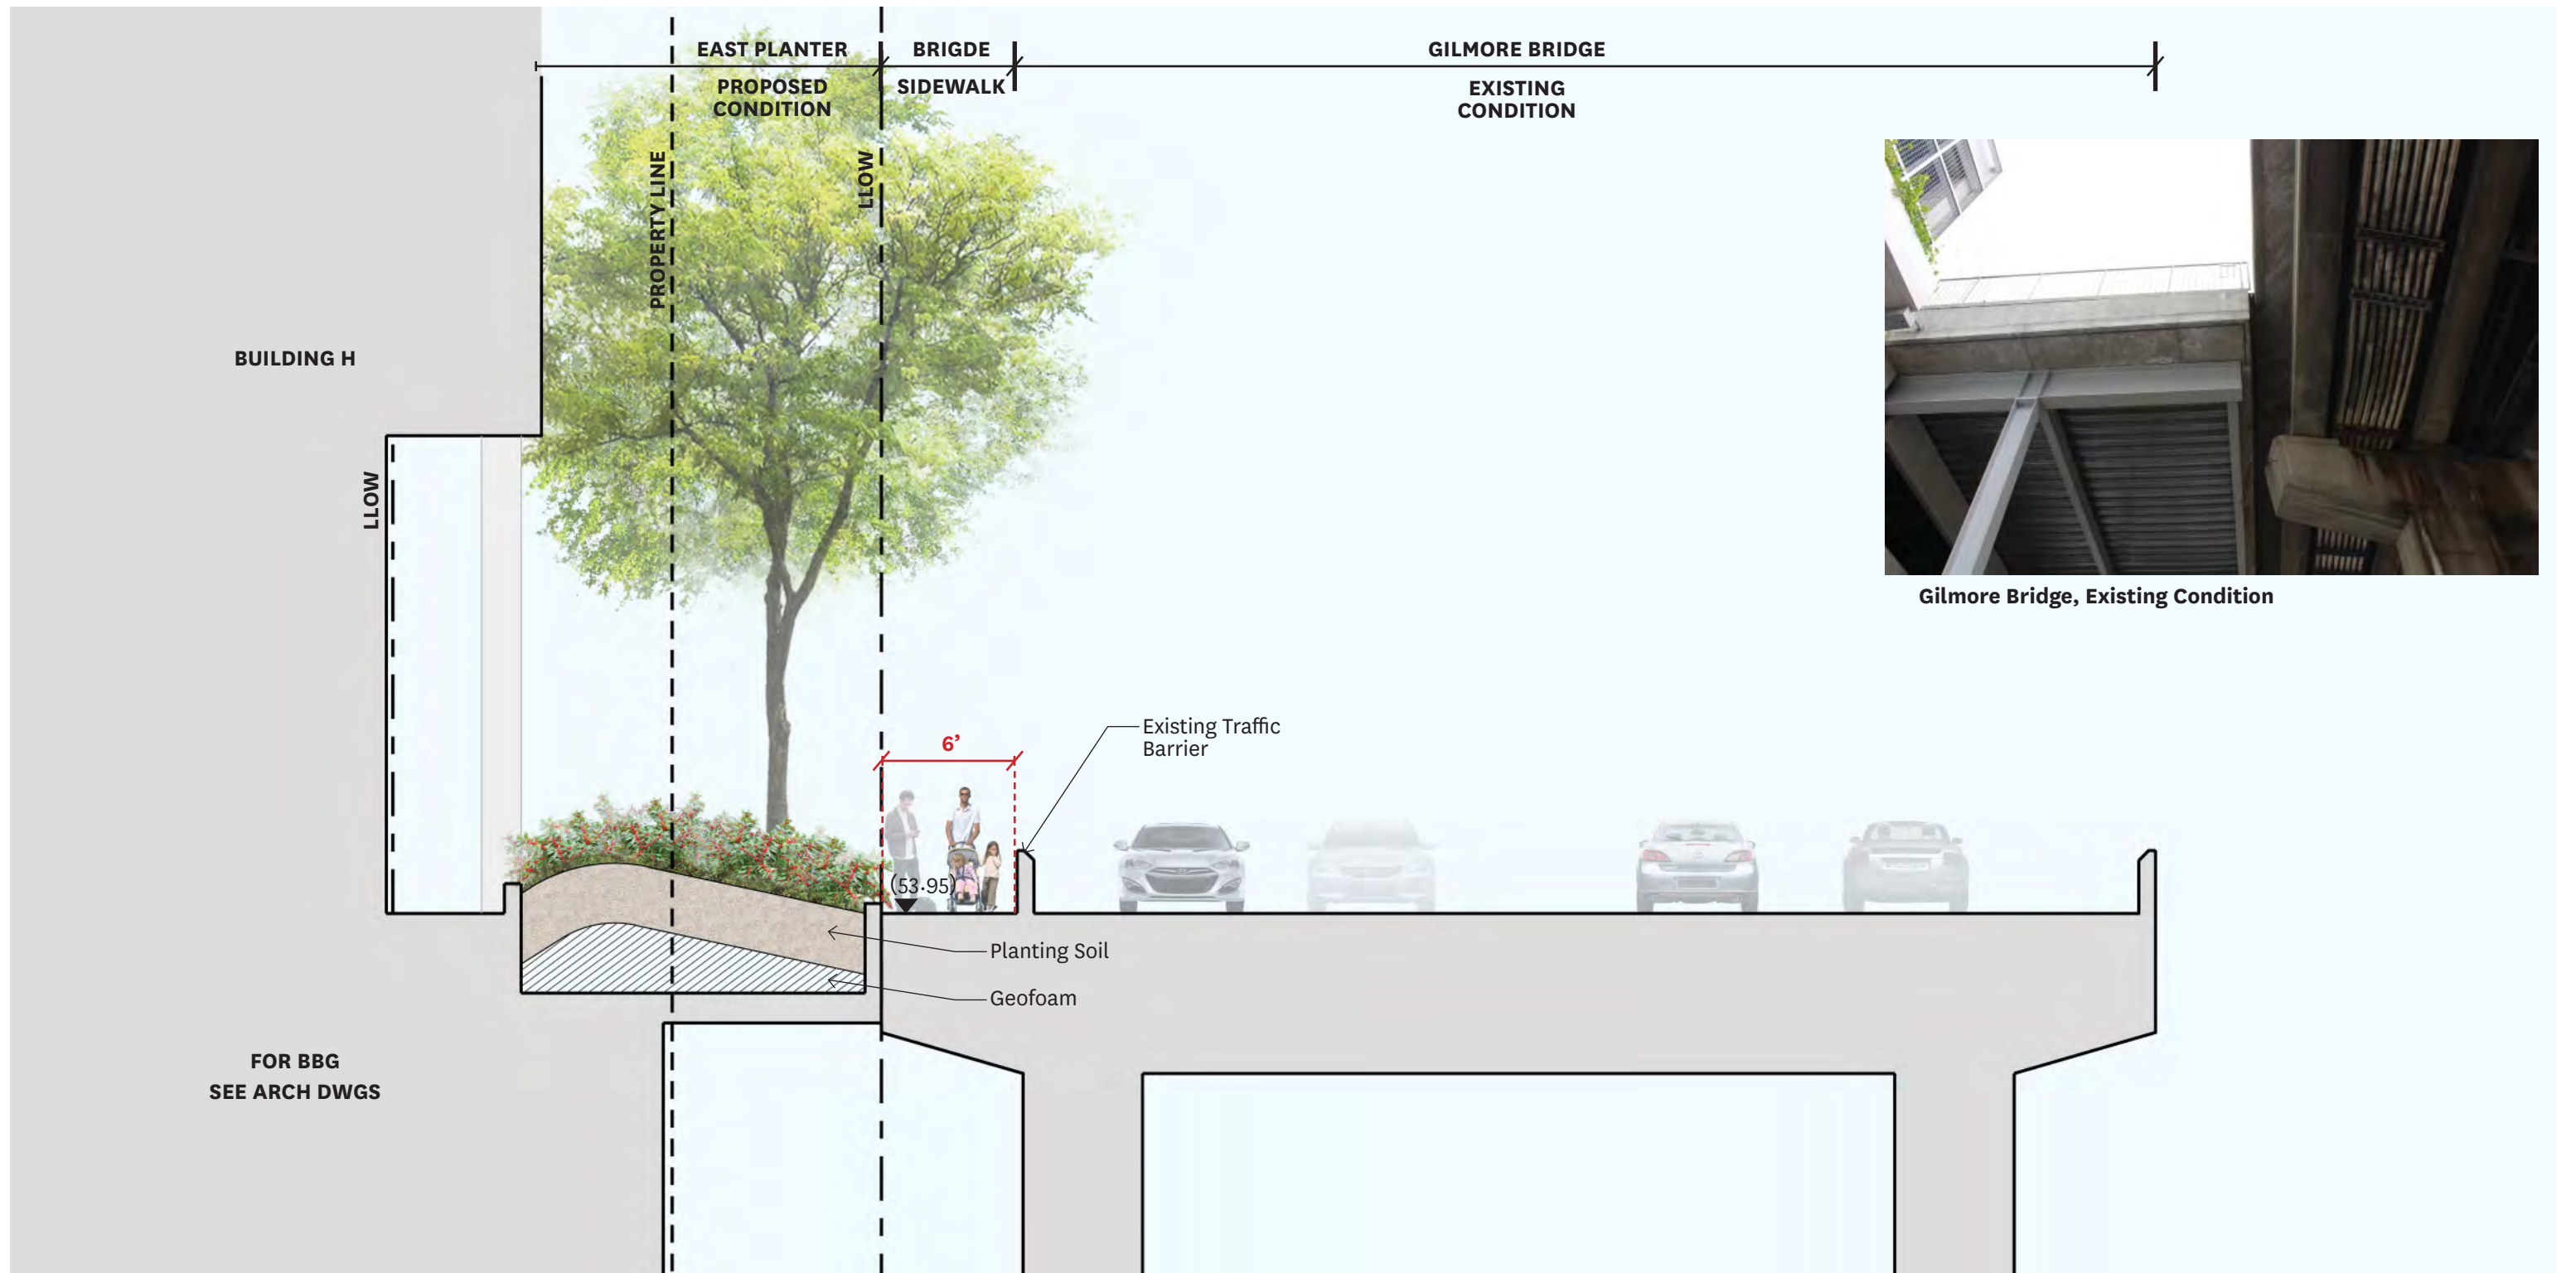 EAST PLANTER
PROPOSED
CONDITION
BRIGDE
SIDEWALK
GILMORE BRIDGE
EXISTING
CONDITION
PROPERTY LINE
LLOW
BUILDING H
LLOW
Gilmore Bridge, Existing Condition
6’
Existing Traffic
Barrier
(53.95)
Planting Soil
Geofoam
FOR BBG
SEE ARCH DWGS